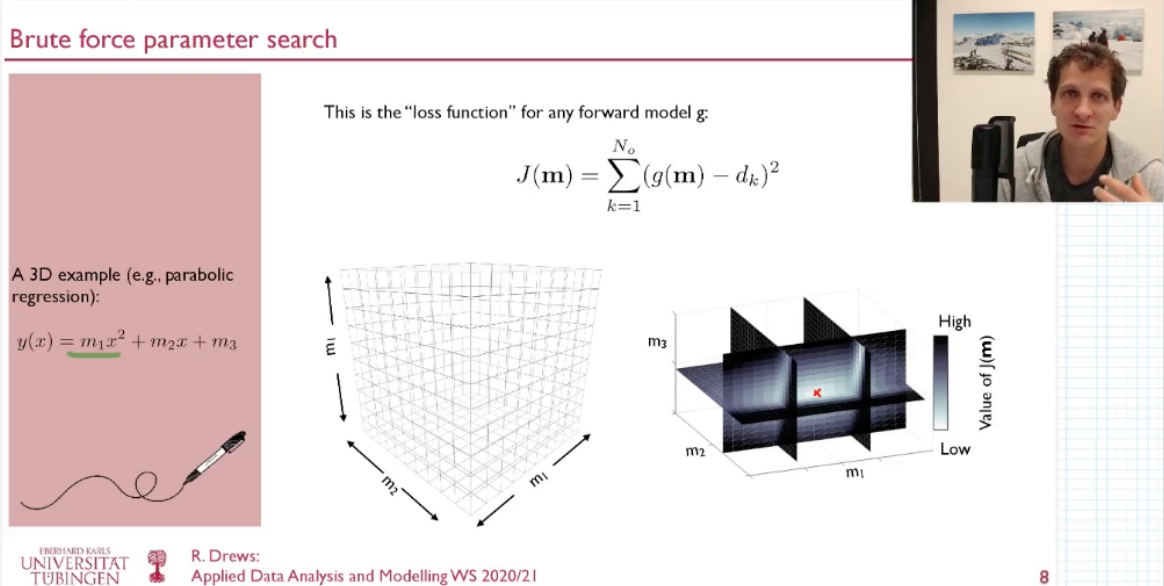 Brute force parameter search
This is the "loss function" for any forward model g:
J(m) = \sum_{k=1}^{N_o} (g(m) − d_k)^2
A 3D example (e.g., parabolic
regression):
y(x) = m_1x^2 + m_2x + m_3
m_1
m_2
m_1
m_3
m_2
m_1
High
Low
Value of J(m)
EBERHARD KARLS
UNIVERSITÄT
TÜBINGEN
R. Drews:
Applied Data Analysis and Modelling WS 2020/21
8